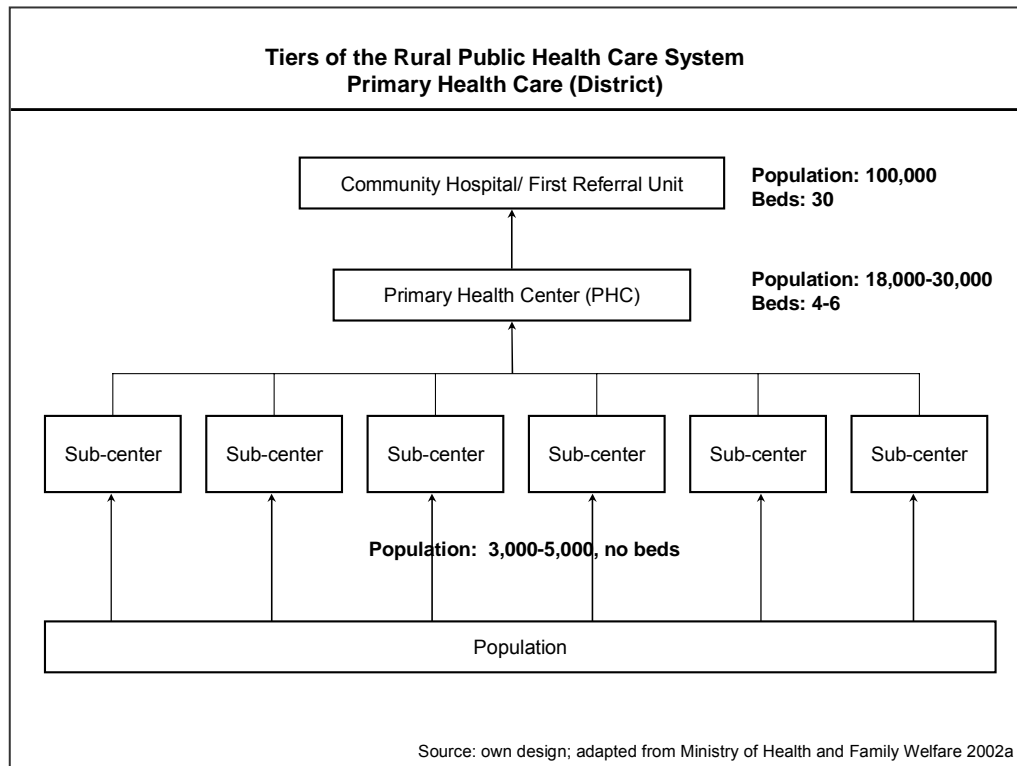 Tiers of the Rural Public Health Care System
Primary Health Care (District)
Community Hospital/ First Referral Unit
Population: 100,000
Beds: 30
Primary Health Center (PHC)
Population: 18,000-30,000
Beds: 4-6
Sub-center
Sub-center
Sub-center
Sub-center
Sub-center
Sub-center
Population: 3,000-5,000, no beds
Population
Source: own design; adapted from Ministry of Health and Family Welfare 2002a